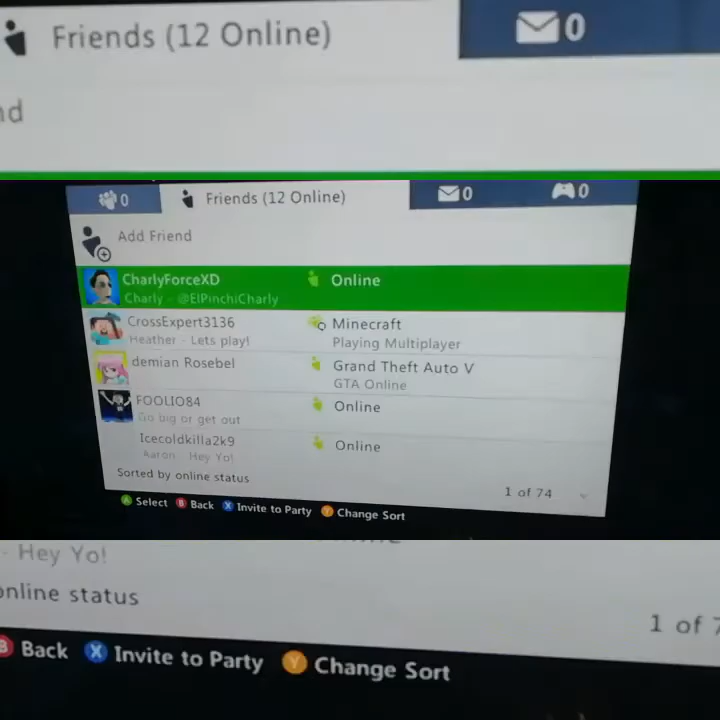 Friends (12 Online)
0
nd
0
Friends (12 Online)
0
0
Add Friend
CharlyForceXD
Online
Charly - @ElPinchiCharly
CrossExpert3136
Minecraft
Heather - Lets play!
Playing Multiplayer
demian Rosebel
Grand Theft Auto V
GTA Online
FOOLIO84
Online
Go big or get out
Icecoldkilla2k9
Online
Aaron - Hey Yo!
Sorted by online status
1 of 74
A Select B Back X Invite to Party Y Change Sort
- Hey Yo!
online status
1 of 7
B Back X Invite to Party Y Change Sort